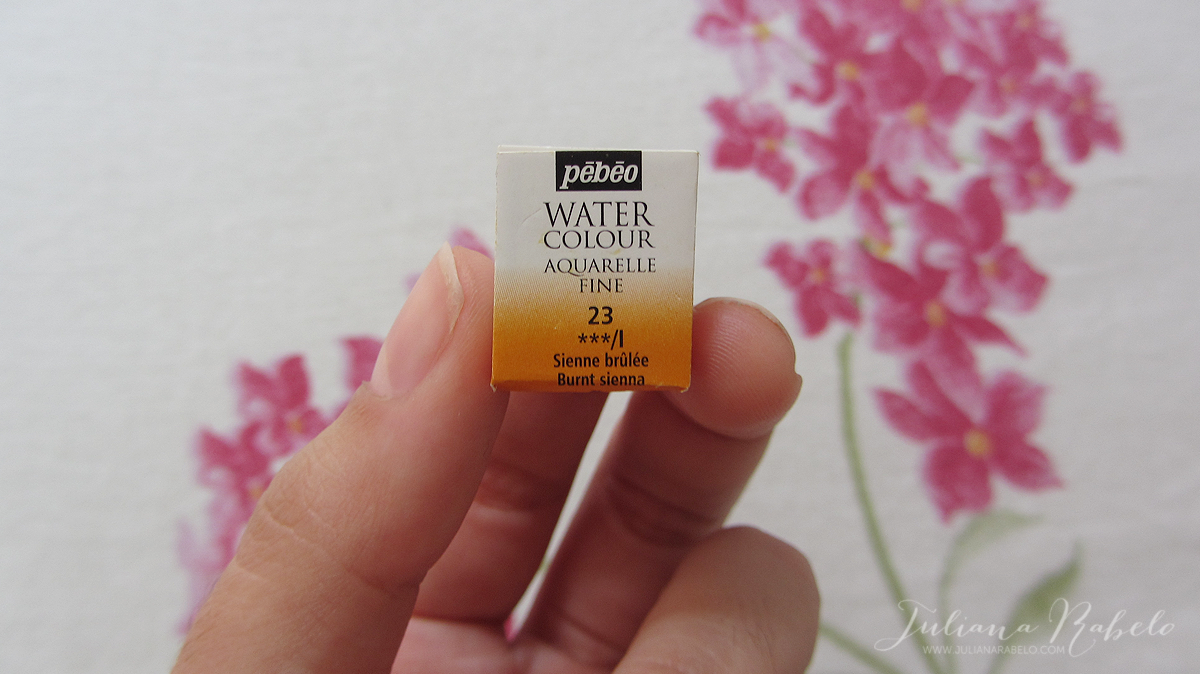 pēbēo
WATER
COLOUR
AQUARELLE
FINE
23
***/I
Sienne brûlée
Burnt sienna
Juliana Rabelo
WWW.JULIANARABELO.COM